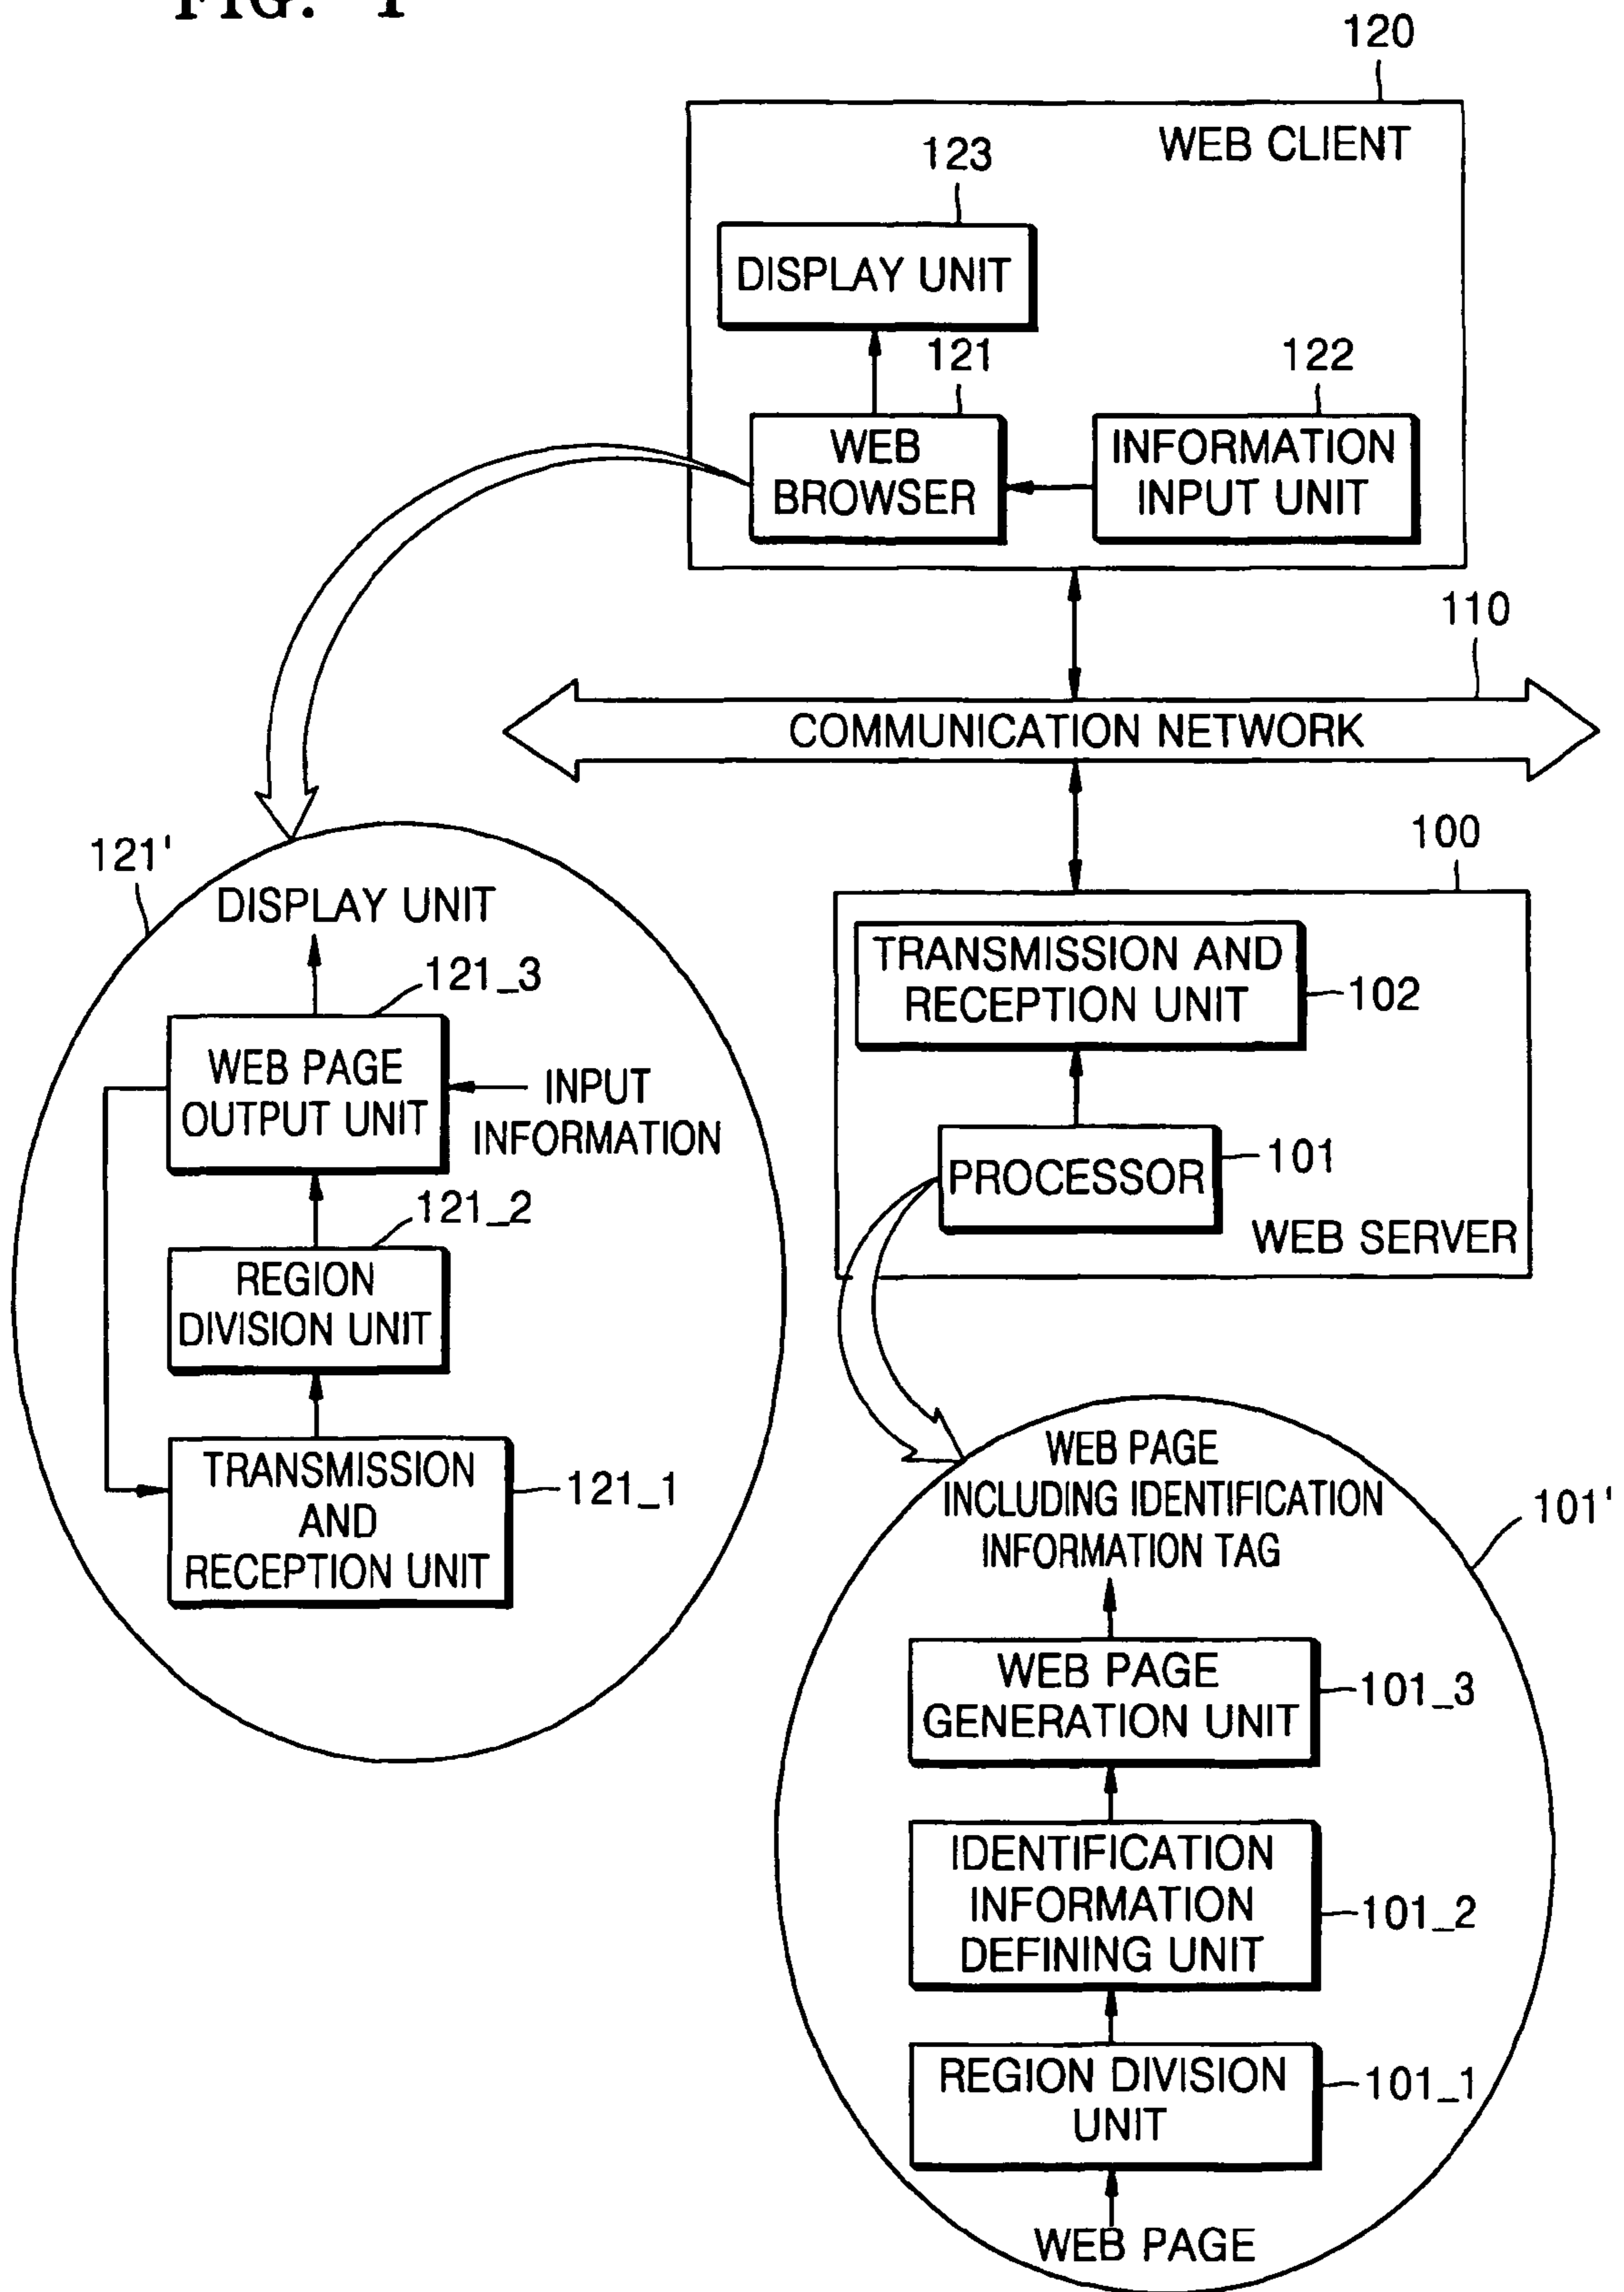 FIG. 1
120
WEB CLIENT
123
DISPLAY UNIT
121
122
WEB
BROWSER
INFORMATION
INPUT UNIT
110
COMMUNICATION NETWORK
121'
DISPLAY UNIT
121_3
WEB PAGE
OUTPUT UNIT
INPUT
INFORMATION
121_2
REGION
DIVISION UNIT
TRANSMISSION
AND
RECEPTION UNIT
121_1
100
TRANSMISSION AND
RECEPTION UNIT
102
PROCESSOR
101
WEB SERVER
WEB PAGE
INCLUDING IDENTIFICATION
INFORMATION TAG
101'
WEB PAGE
GENERATION UNIT
101_3
IDENTIFICATION
INFORMATION
DEFINING UNIT
101_2
REGION DIVISION
UNIT
101_1
WEB PAGE